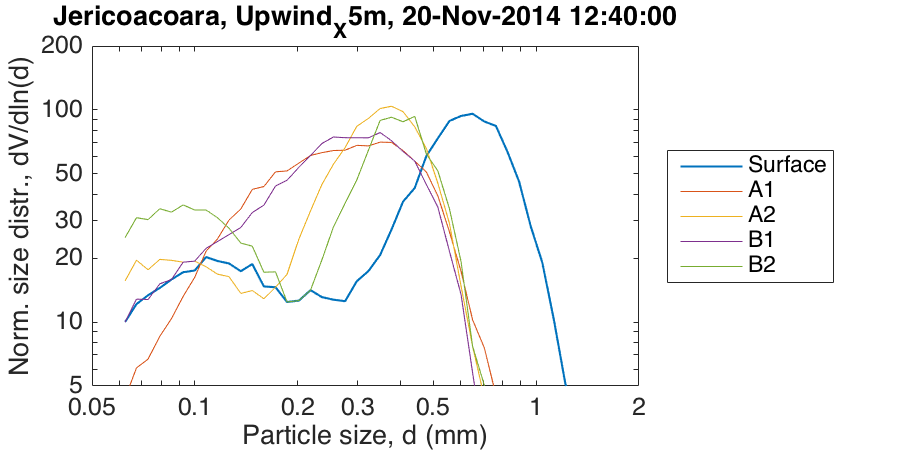 Jericoacoara, UpwindX5m, 20-Nov-2014 12:40:00
Norm. size distr., dV/dln(d)
200
100
50
30
20
10
5
0.05 0.1 0.2 0.3 0.5 1 2
Particle size, d (mm)
Surface
A1
A2
B1
B2